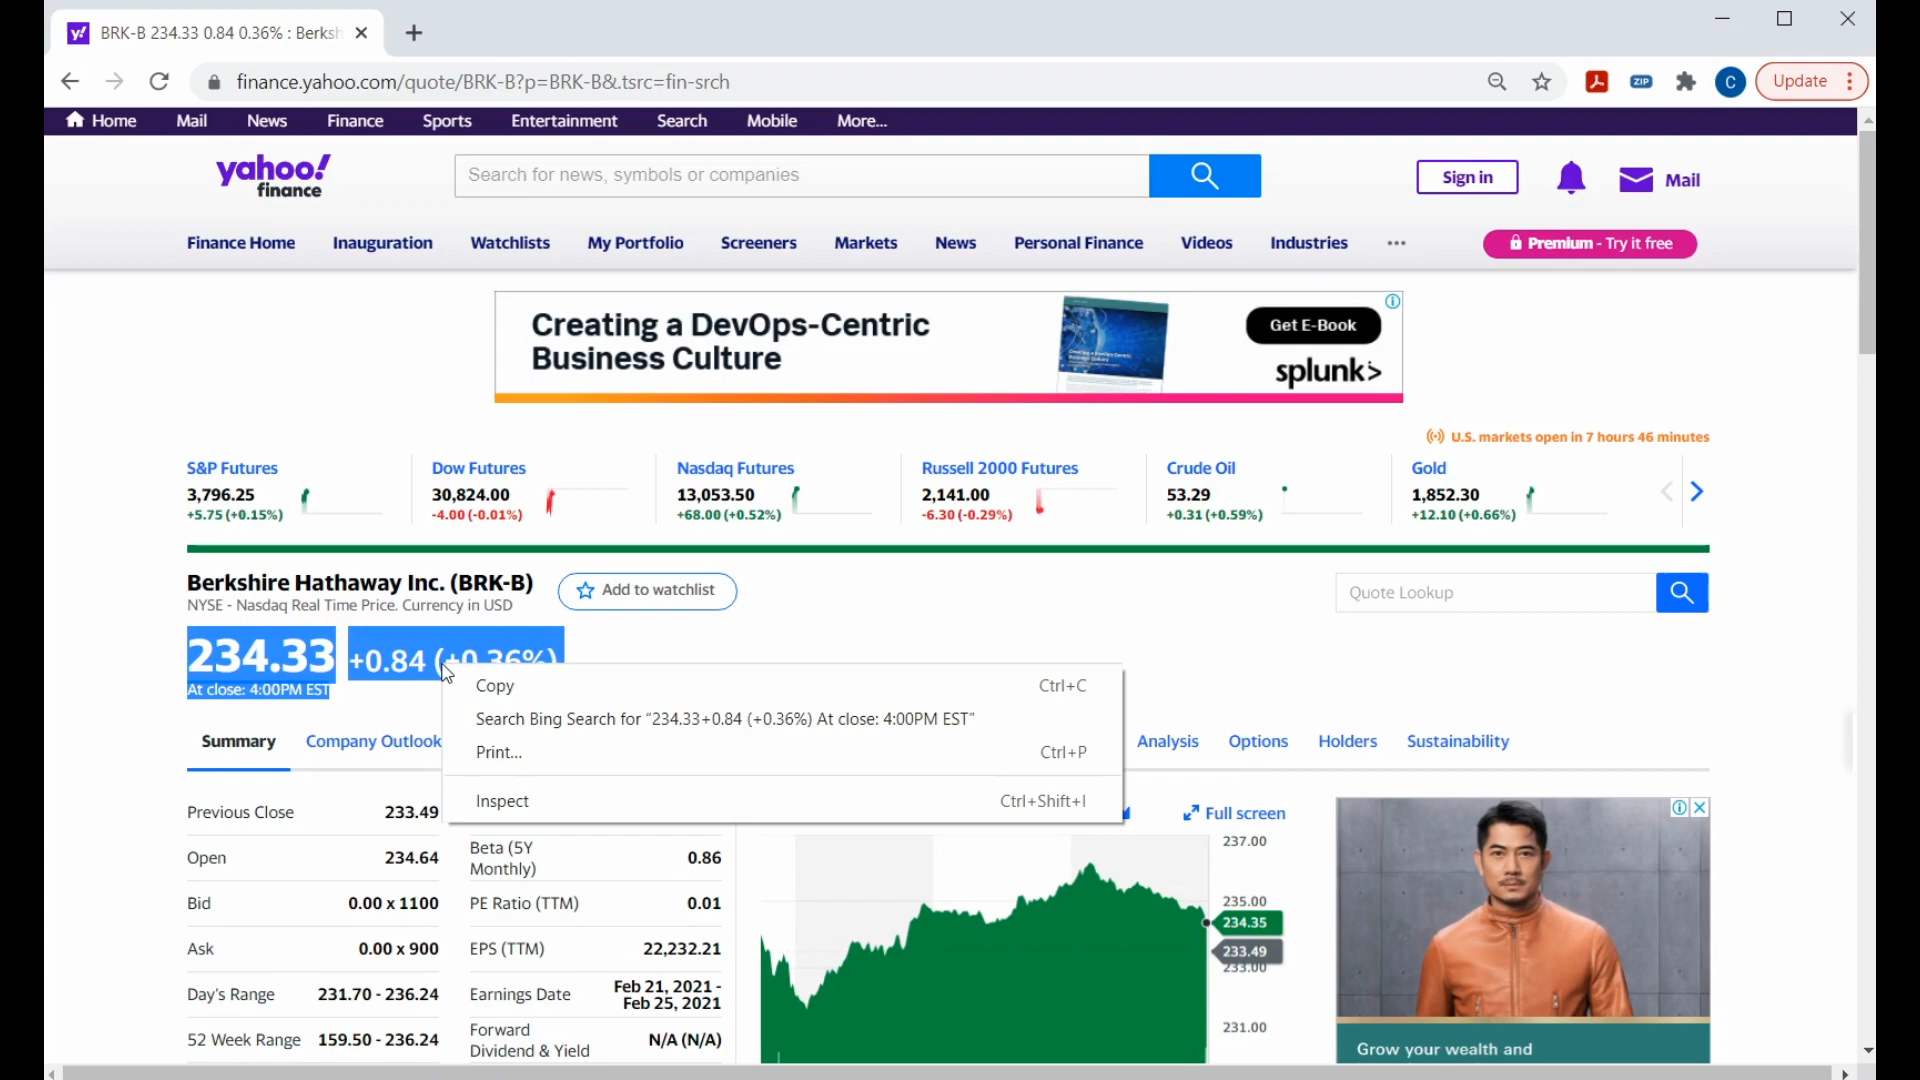 BRK-B 234.33 0.84 0.36% : Berksh
finance.yahoo.com/quote/BRK-B?p=BRK-B&.tsrc=fin-srch
ZIP
C
Update
Home Mail News Finance Sports Entertainment Search Mobile More...
yahoo!
finance
Search for news, symbols or companies
Sign in
Mail
Finance Home Inauguration Watchlists My Portfolio Screeners Markets News Personal Finance Videos Industries
Premium - Try it free
Creating a DevOps-Centric
Business Culture
Get E-Book
splunk>
U.S. markets open in 7 hours 46 minutes
S&P Futures
3,796.25
+5.75 (+0.15%)
Dow Futures
30,824.00
-4.00 (-0.01%)
Nasdaq Futures
13,053.50
+68.00 (+0.52%)
Russell 2000 Futures
2,141.00
-6.30 (-0.29%)
Crude Oil
53.29
+0.31 (+0.59%)
Gold
1,852.30
+12.10 (+0.66%)
Berkshire Hathaway Inc. (BRK-B)
NYSE - Nasdaq Real Time Price. Currency in USD
Add to watchlist
Quote Lookup
234.33 +0.84 (+0.36%)
At close: 4:00PM EST
Copy Ctrl+C
Search Bing Search for "234.33+0.84 (+0.36%) At close: 4:00PM EST"
Print... Ctrl+P
Inspect Ctrl+Shift+I
Summary Company Outlook Analysis Options Holders Sustainability
Previous Close 233.49
Open 234.64
Bid 0.00 x 1100
Ask 0.00 x 900
Day's Range 231.70 - 236.24
52 Week Range 159.50 - 236.24
Beta (5Y
Monthly) 0.86
PE Ratio (TTM) 0.01
EPS (TTM) 22,232.21
Earnings Date Feb 21, 2021 -
Feb 25, 2021
Forward
Dividend & Yield N/A (N/A)
Full screen
237.00
235.00
234.35
233.49
233.00
231.00
Grow your wealth and